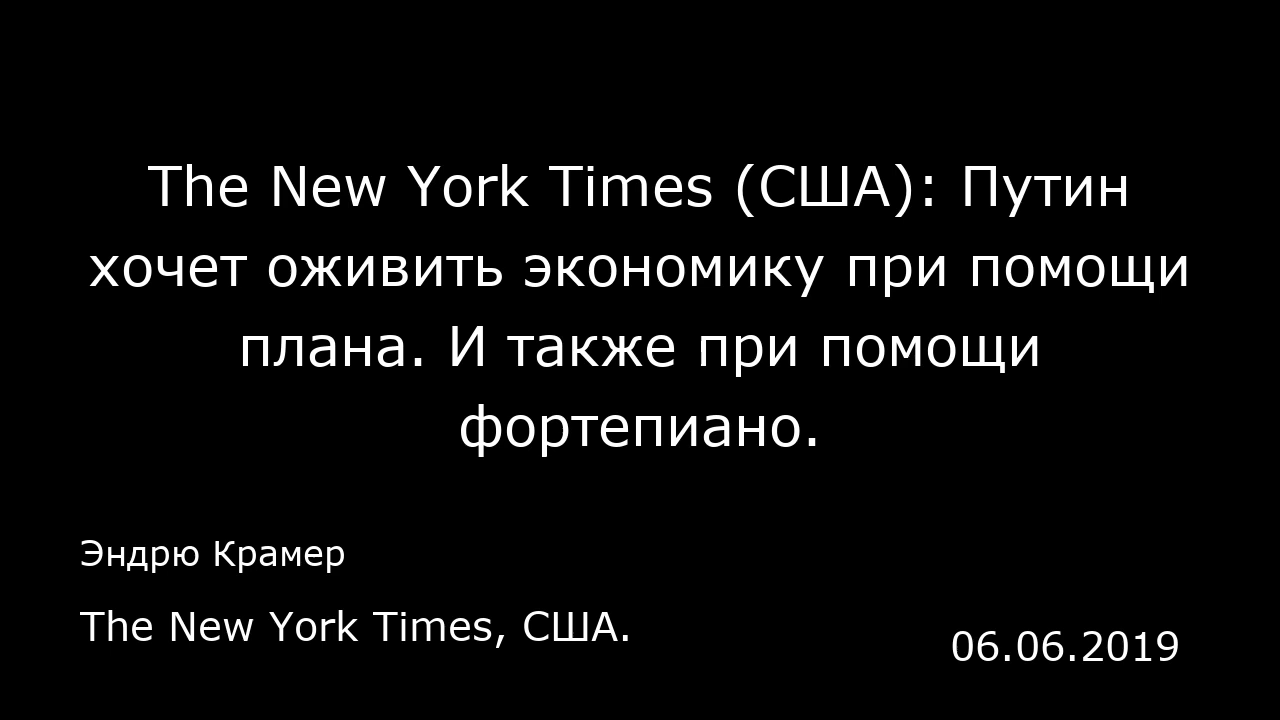 The New York Times (США): Путин
хочет оживить экономику при помощи
плана. И также при помощи
фортепиано.
Эндрю Крамер
The New York Times, США.
06.06.2019